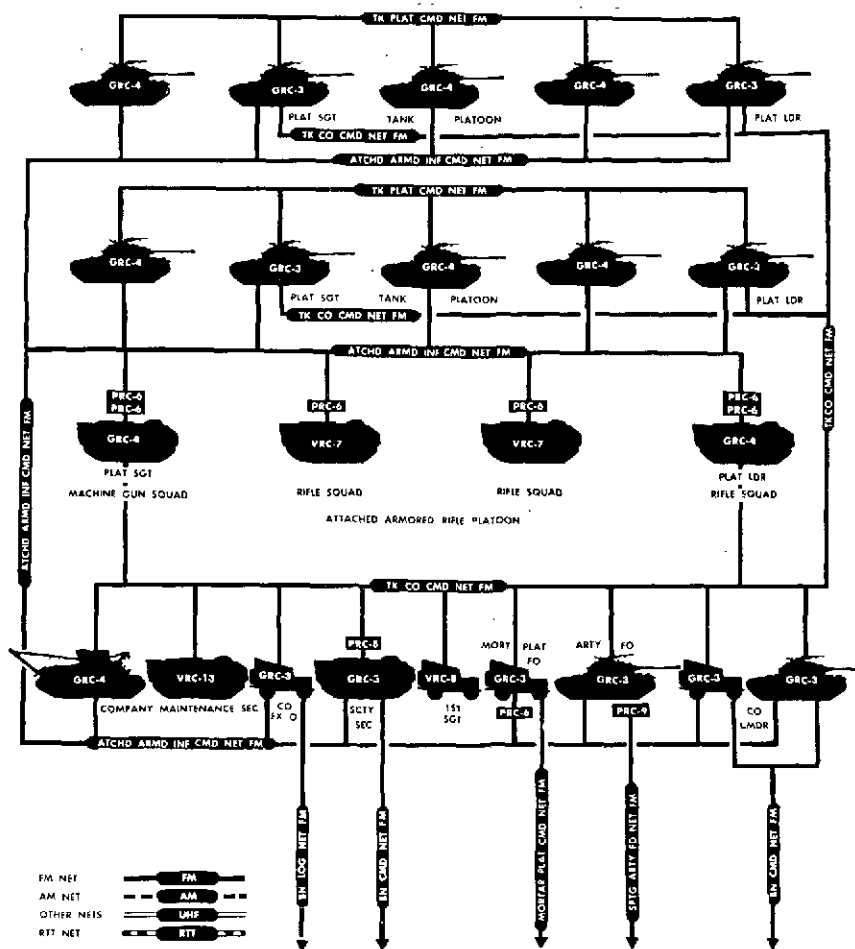 TK PLAT CMD NET FM
GRC-4 GRC-3 GRC-4 GRC-4 GRC-3
PLAT SGT TANK PLATOON PLAT LDR
TK CO CMD NET FM
ATCHD ARMD INF CMD NET FM
TK PLAT CMD NET FM
GRC-4 GRC-3 GRC-4 GRC-4 GRC-3
PLAT SGT TANK PLATOON PLAT LDR
TK CO CMD NET FM
ATCHD ARMD INF CMD NET FM
ATCHD ARMD INF CMD NET FM
TK CO CMD NET FM
PRC-6 PRC-6 PRC-6 PRC-6
PRC-6 PRC-6
GRC-4 VRC-7 VRC-7 GRC-4
PLAT SGT PLAT LDR
MACHINE GUN SQUAD RIFLE SQUAD RIFLE SQUAD RIFLE SQUAD
ATTACHED ARMORED RIFLE PLATOON
TK CO CMD NET FM
MORT PLAT FO
ARTY FO
GRC-4 VRC-13 GRC-3 GRC-3 VRC-8 GRC-3 GRC-3 GRC-3 GRC-3
COMPANY MAINTENANCE SEC
CO EX O
SCTY SEC
1ST SGT
PRC-6
PRC-9
CO CMDR
ATCHD ARMD INF CMD NET FM
BN LOG NET FM
BN CMD NET FM
MORTAR PLAT CMD NET FM
SPTG ARTY FD NET FM
BN CMD NET FM
FM NET FM
AM NET AM
OTHER NETS UHF
RTT NET RTT